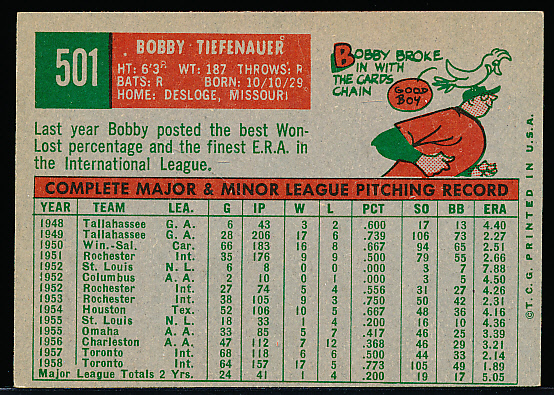 501
BOBBY TIEFENAUER
HT: 6'3" WT: 187 THROWS: R
BATS: R BORN: 10/10/29
HOME: DESLOGE, MISSOURI
BOBBY BROKE
IN WITH
THE CARDS
CHAIN
GOOD
BOY
Last year Bobby posted the best Won-
Lost percentage and the finest E.R.A. in
the International League.
COMPLETE MAJOR & MINOR LEAGUE PITCHING RECORD
YEAR TEAM LEA. G IP W L PCT SO BB ERA
1948 Tallahassee G. A. 6 43 3 2 .600 17 13 4.40
1949 Tallahassee G. A. 28 206 17 6 .739 106 73 2.27
1950 Win.-Sal. Car. 66 183 16 8 .667 94 65 2.51
1951 Rochester Int. 35 176 9 9 .500 79 55 2.66
1952 St. Louis N. L. 6 8 0 0 .000 3 7 7.88
1952 Columbus A. A. 2 10 0 1 .000 3 5 4.50
1952 Rochester Int. 27 74 5 4 .556 31 27 4.26
1953 Rochester Int. 38 105 9 3 .750 50 42 2.31
1954 Houston Tex. 52 116 10 5 .667 48 36 4.16
1955 St. Louis N. L. 18 33 1 4 .200 16 10 4.36
1955 Omaha A. A. 33 85 5 7 .417 46 25 3.39
1956 Charleston A. A. 47 112 7 12 .368 46 29 3.21
1957 Toronto Int. 68 118 6 6 .500 88 33 2.14
1958 Toronto Int. 64 157 17 5 .773 105 49 1.89
Major League Totals 2 Yrs. 24 41 1 4 .200 19 17 5.05
© T.C.G. PRINTED IN U.S.A.